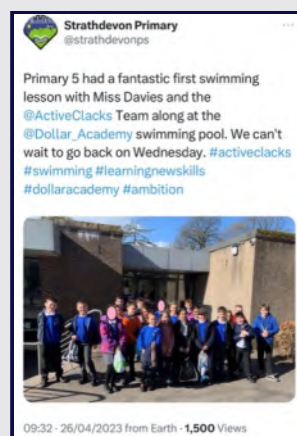 Strathdevon Primary
@strathdevonps
Primary 5 had a fantastic first swimming
lesson with Miss Davies and the
@ActiveClacks Team along at the
@Dollar_Academy swimming pool. We can't
wait to go back on Wednesday. #activeclacks
#swimming #learningnewskills
#dollaracademy #ambition
09:32 · 26/04/2023 from Earth · 1,500 Views